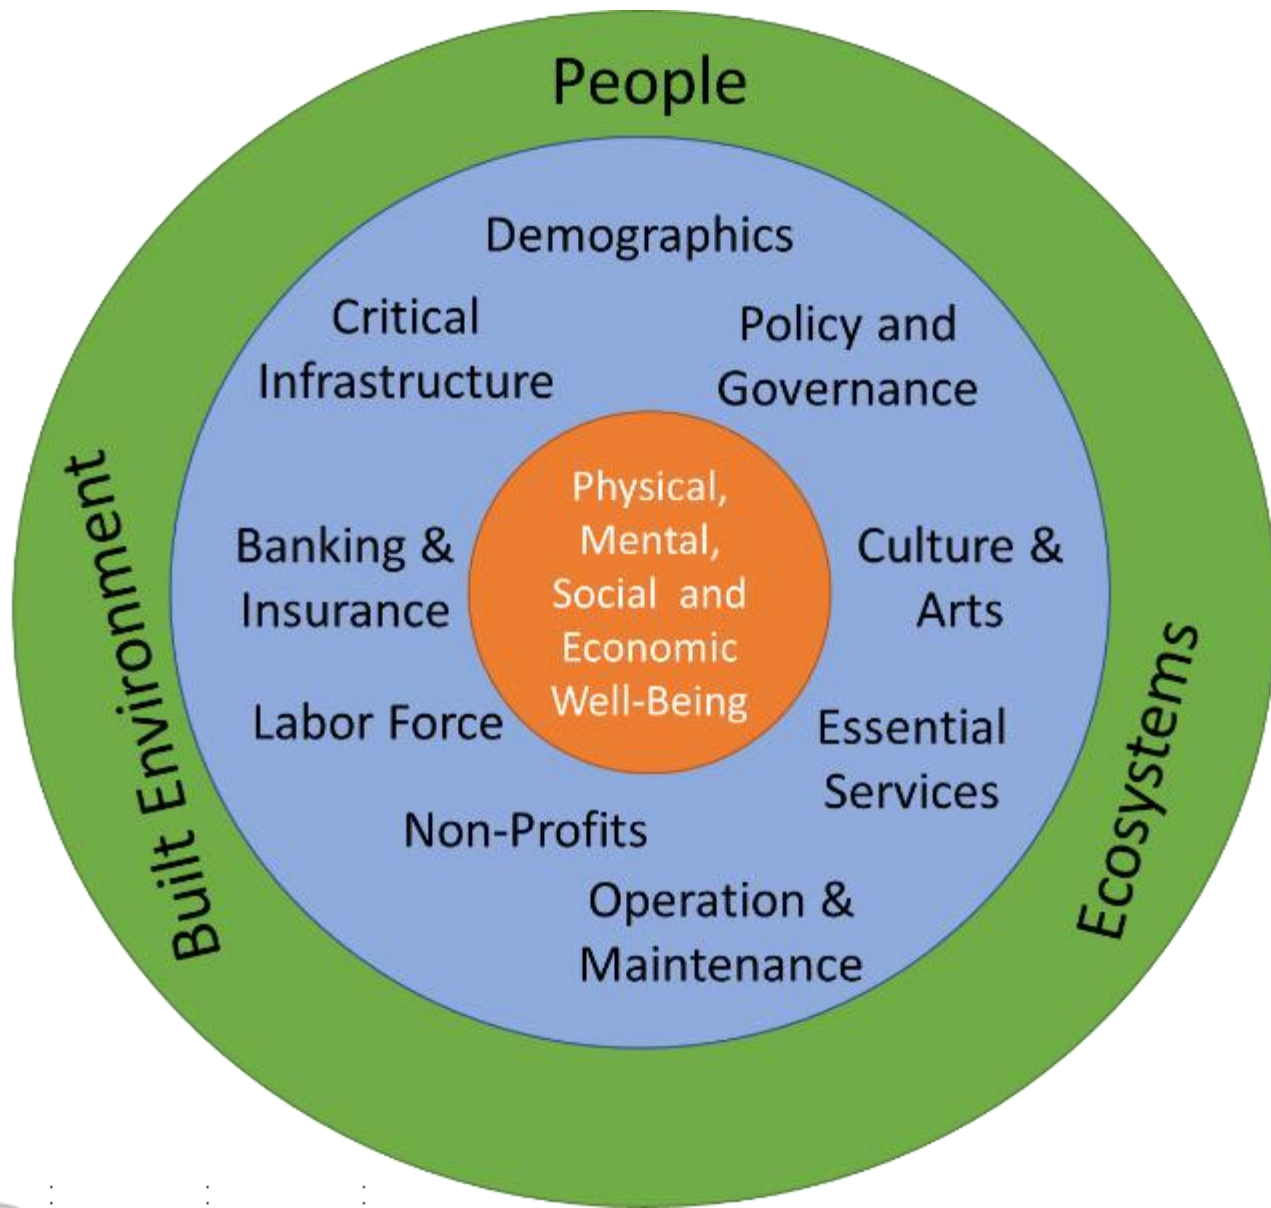 People
Demographics
Critical
Infrastructure
Policy and
Governance
Physical,
Mental,
Social and
Economic
Well-Being
Banking &
Insurance
Culture &
Arts
Labor Force
Essential
Services
Non-Profits
Operation &
Maintenance
Built Environment
Ecosystems